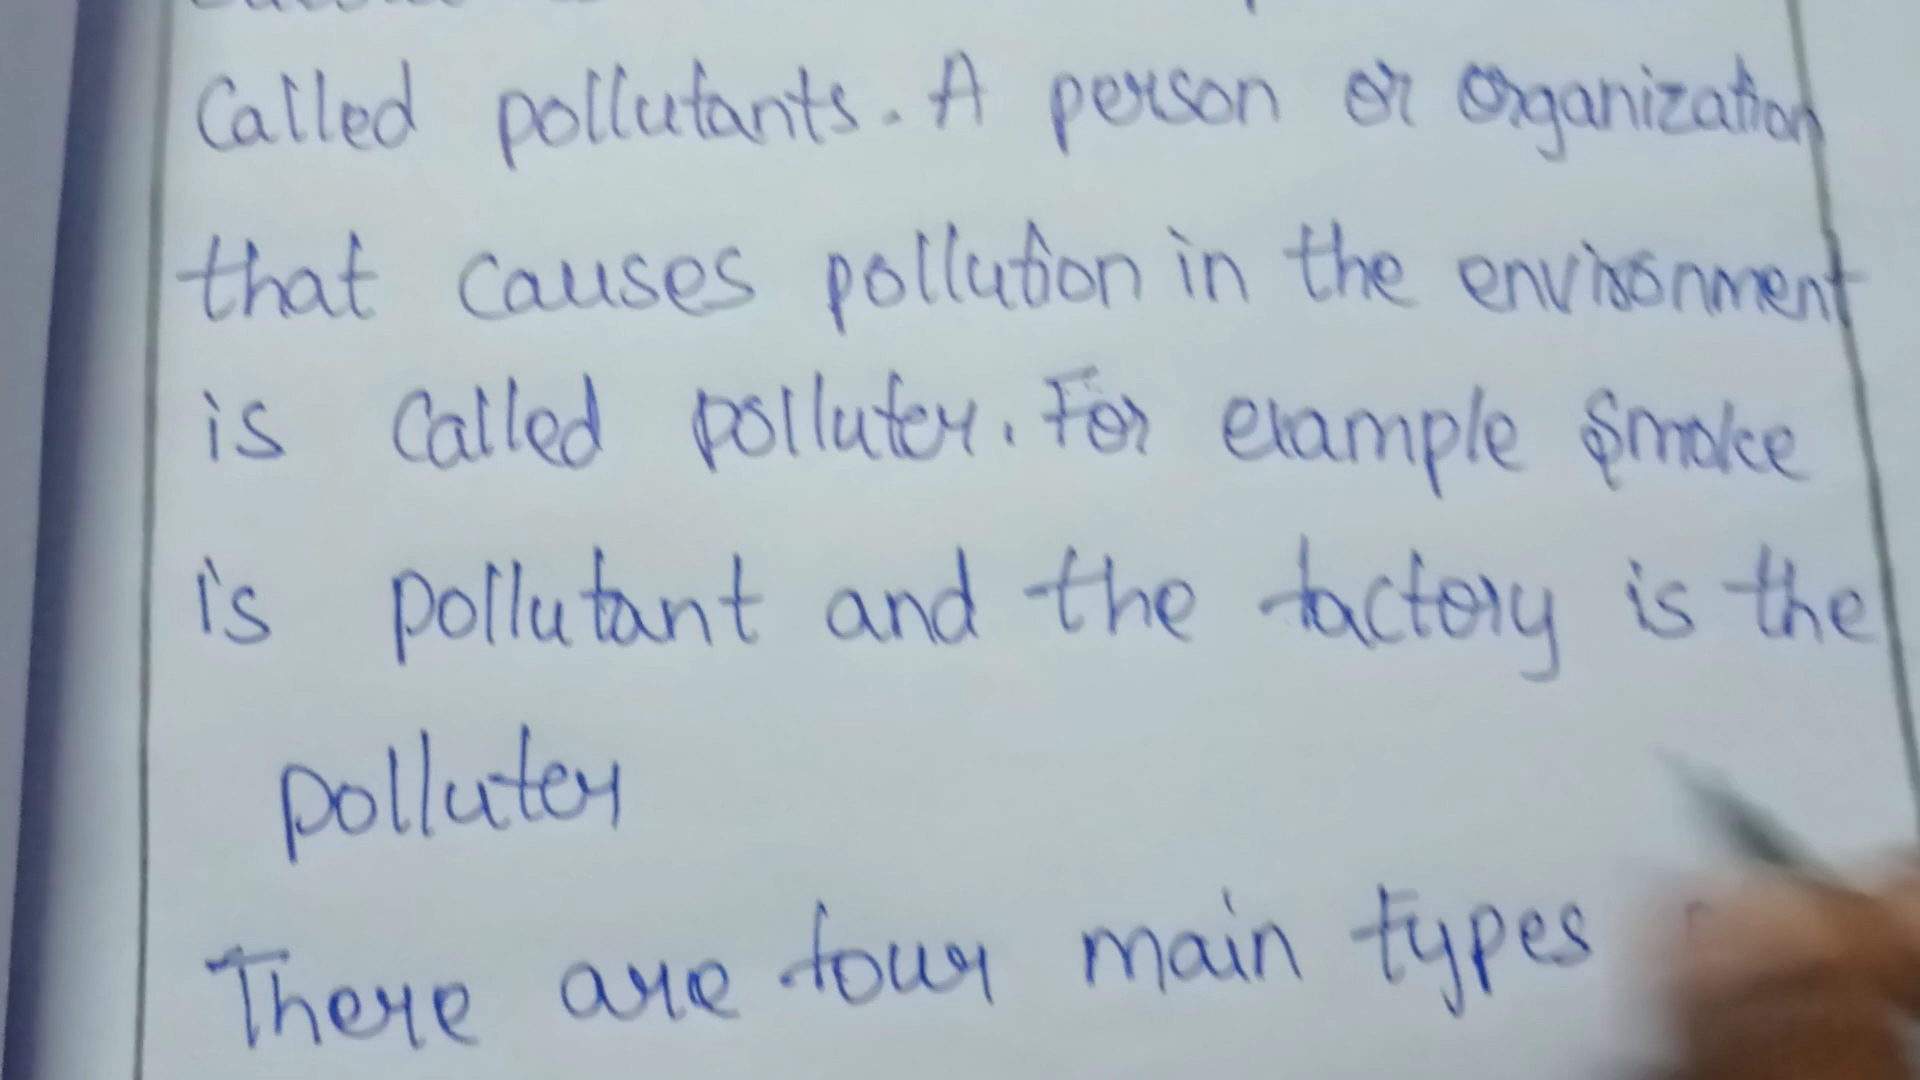 Called pollutants. A person or organization
that causes pollution in the environment
is called polluter. For example smoke
is pollutant and the factory is the
polluter
There are four main types